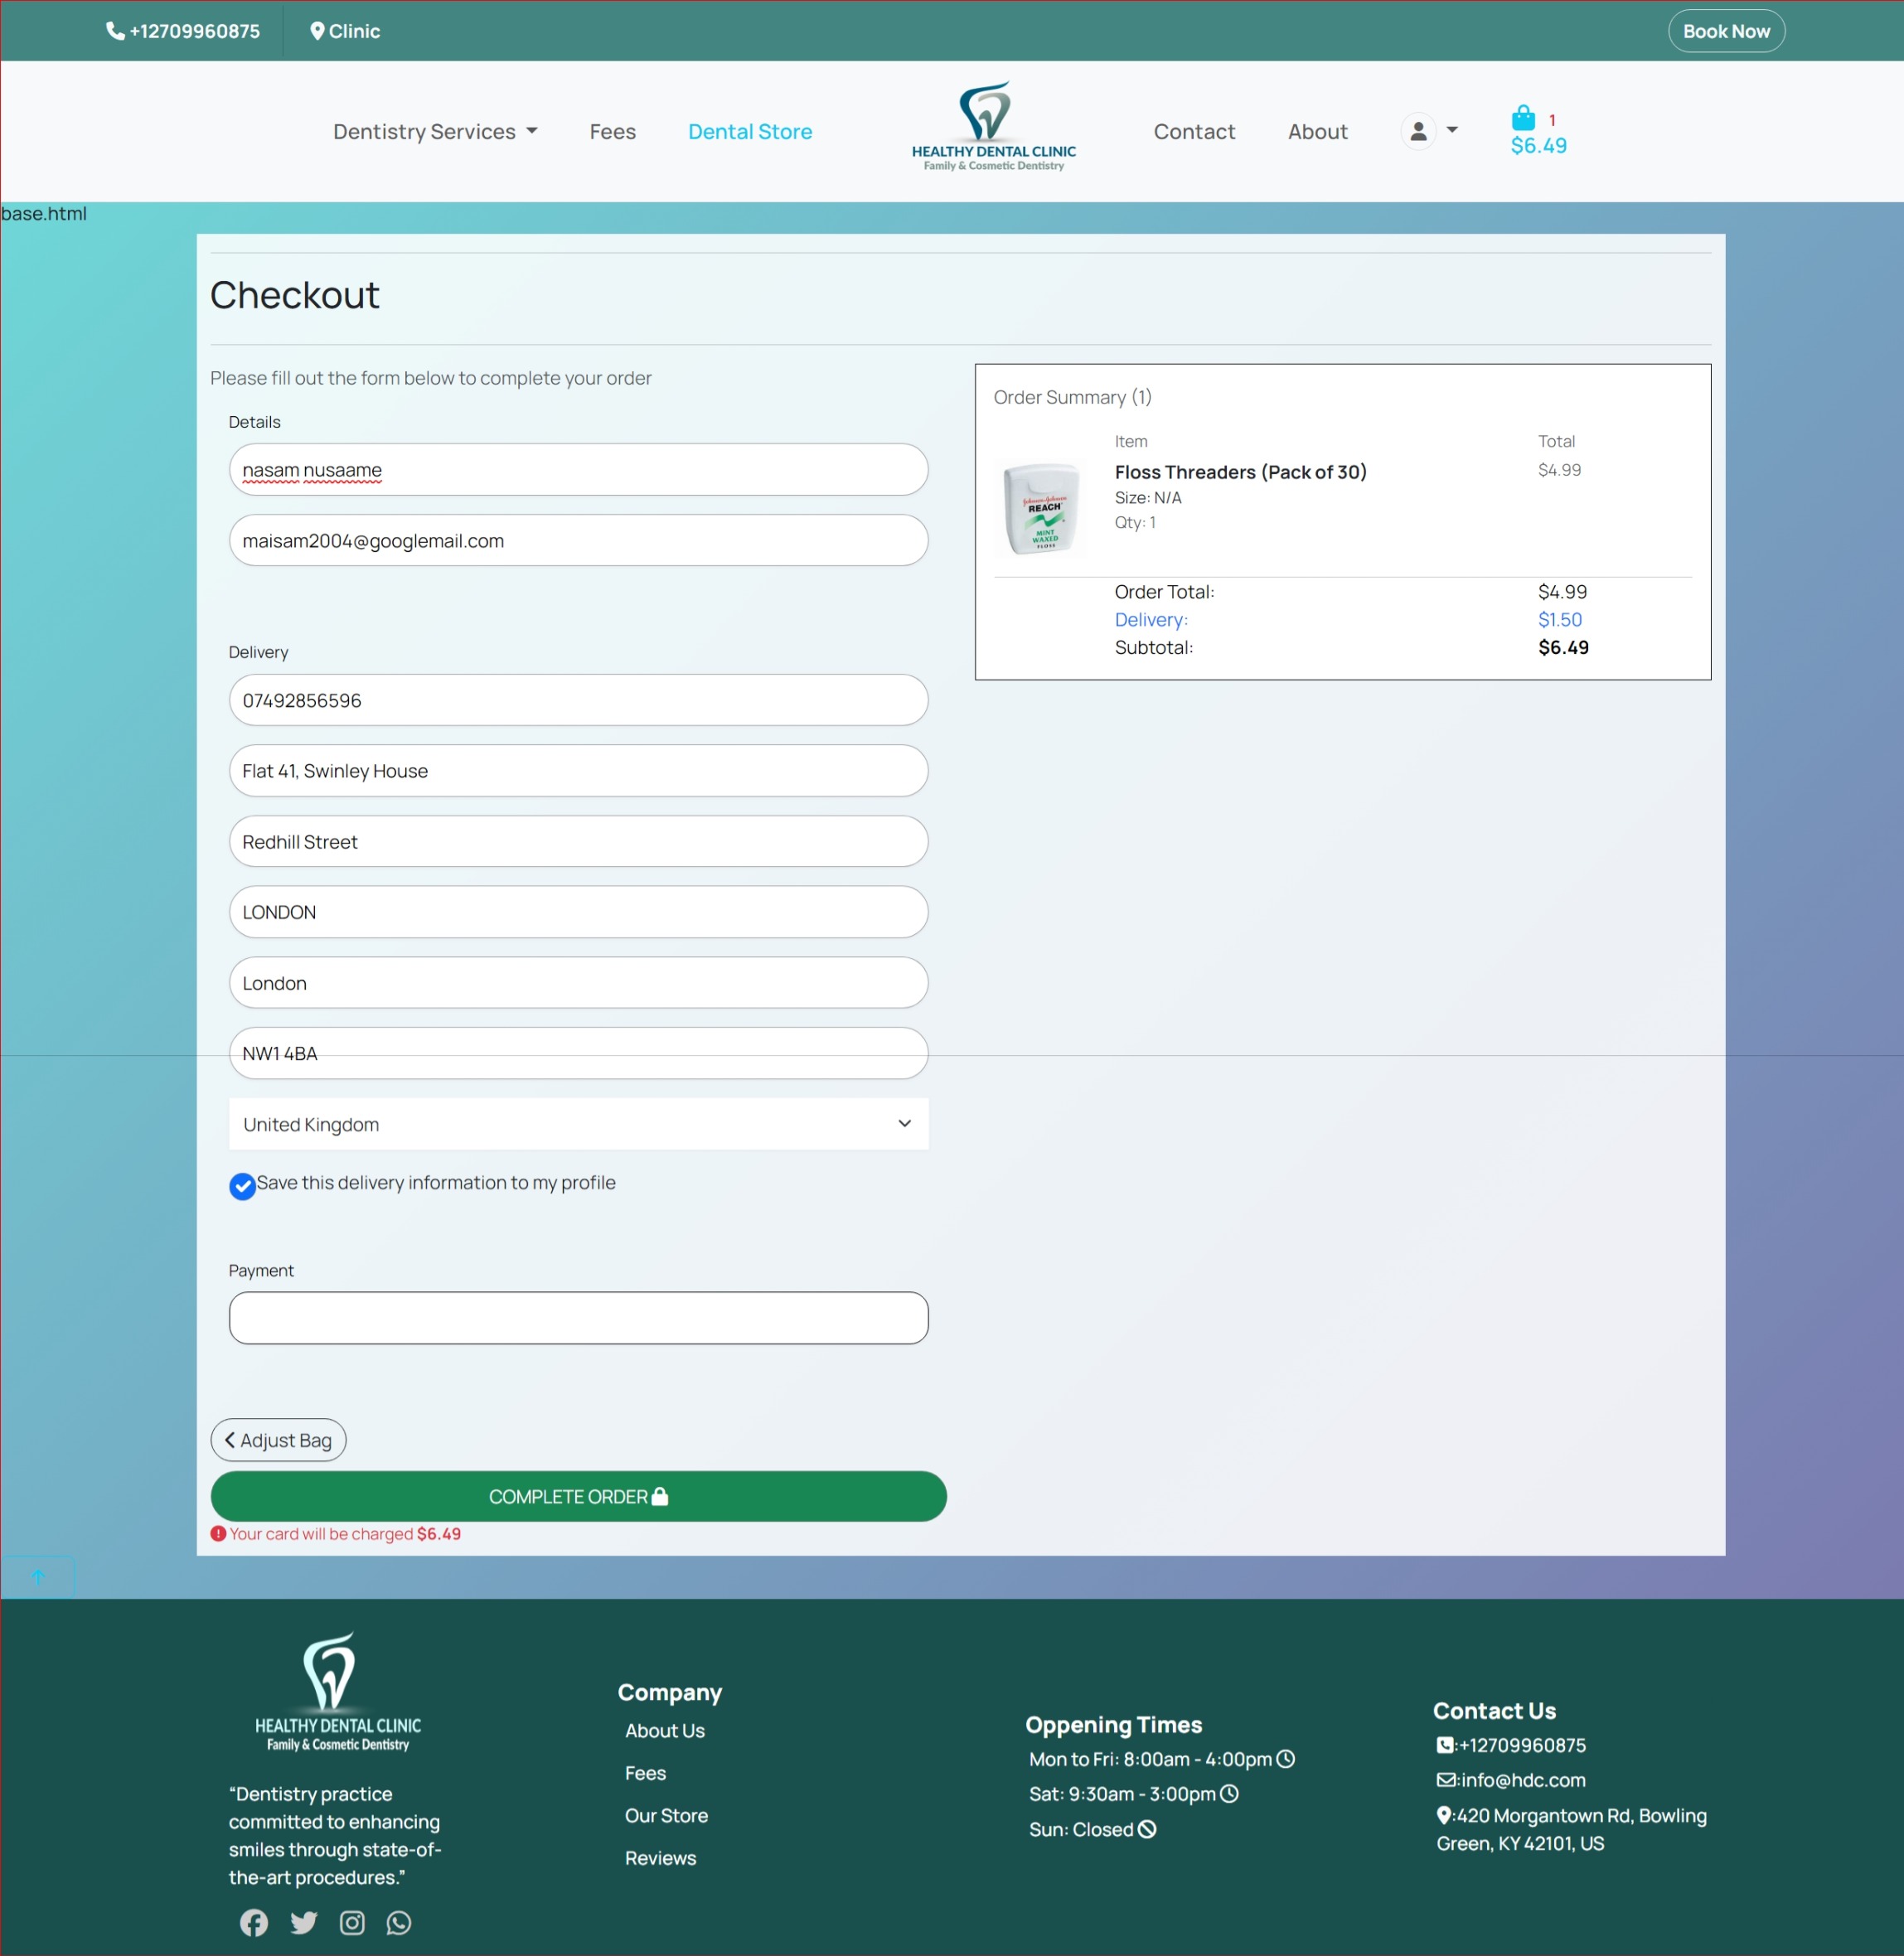 +12709960875
Clinic
Book Now
Dentistry Services
Fees
Dental Store
HEALTHY DENTAL CLINIC
Family & Cosmetic Dentistry
Contact
About
1
$6.49
base.html
Checkout
Please fill out the form below to complete your order
Details
nasam nusaame
maisam2004@googlemail.com
Delivery
07492856596
Flat 41, Swinley House
Redhill Street
LONDON
London
NW1 4BA
United Kingdom
Save this delivery information to my profile
Payment
Adjust Bag
COMPLETE ORDER
Your card will be charged $6.49
Order Summary (1)
Item Total
Floss Threaders (Pack of 30) $4.99
Size: N/A
Qty: 1
Johnson & Johnson
REACH
MINT
WAXED
FLOSS
Order Total: $4.99
Delivery: $1.50
Subtotal: $6.49
HEALTHY DENTAL CLINIC
Family & Cosmetic Dentistry
“Dentistry practice
committed to enhancing
smiles through state-of-
the-art procedures.”
Company
About Us
Fees
Our Store
Reviews
Oppening Times
Mon to Fri: 8:00am - 4:00pm
Sat: 9:30am - 3:00pm
Sun: Closed
Contact Us
:+12709960875
:info@hdc.com
:420 Morgantown Rd, Bowling
Green, KY 42101, US